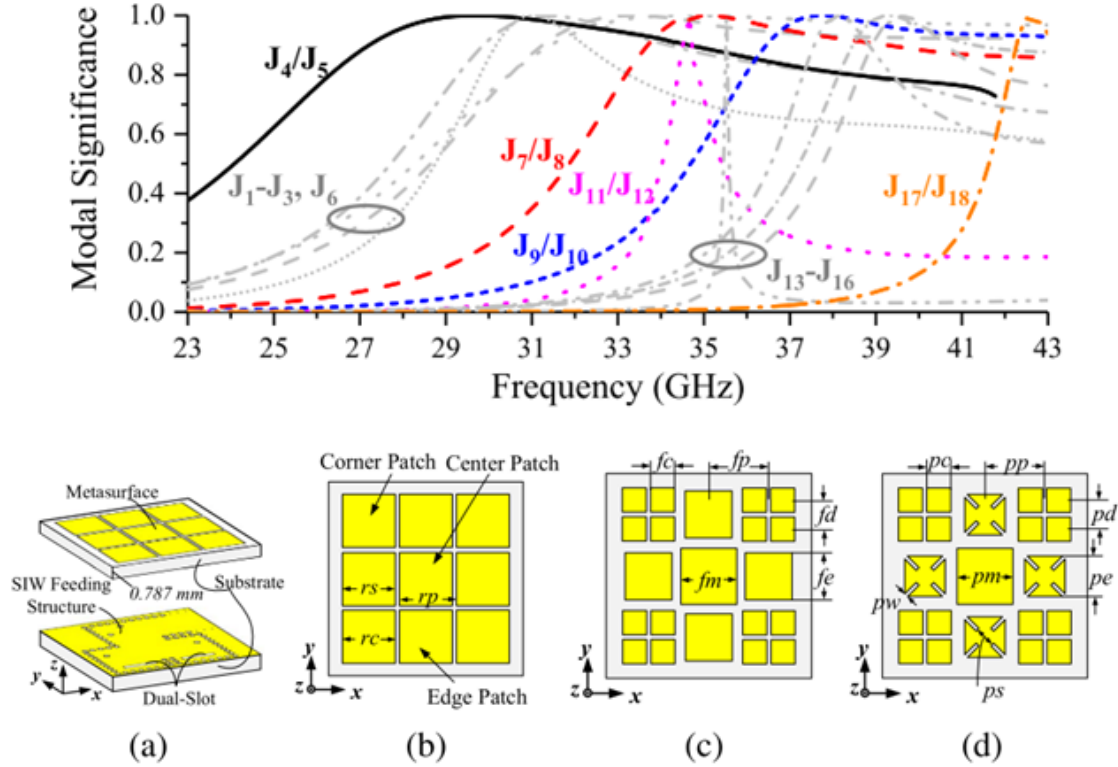 Modal Significance
1.0
0.8
0.6
0.4
0.2
0.0
J4/J5
J1-J3, J6
J7/J8
J11/J12
J9/J10
J17/J18
J13-J16
23 25 27 29 31 33 35 37 39 41 43
Frequency (GHz)
Metasurface
SIW Feeding
Structure
0.787 mm
Substrate
Dual-Slot
z
y
x
(a)
Corner Patch
Center Patch
rs
rp
rc
Edge Patch
y
z
x
(b)
fc
fp
fd
fe
fm
y
z
x
(c)
pc
pp
pd
pe
pm
pw
ps
y
z
x
(d)